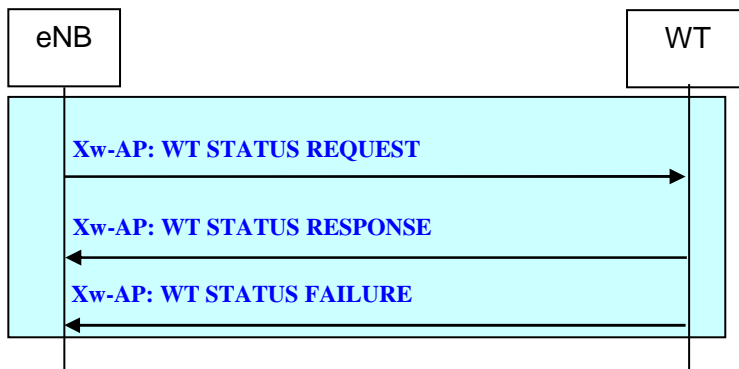 eNB
WT
Xw-AP: WT STATUS REQUEST
Xw-AP: WT STATUS RESPONSE
Xw-AP: WT STATUS FAILURE